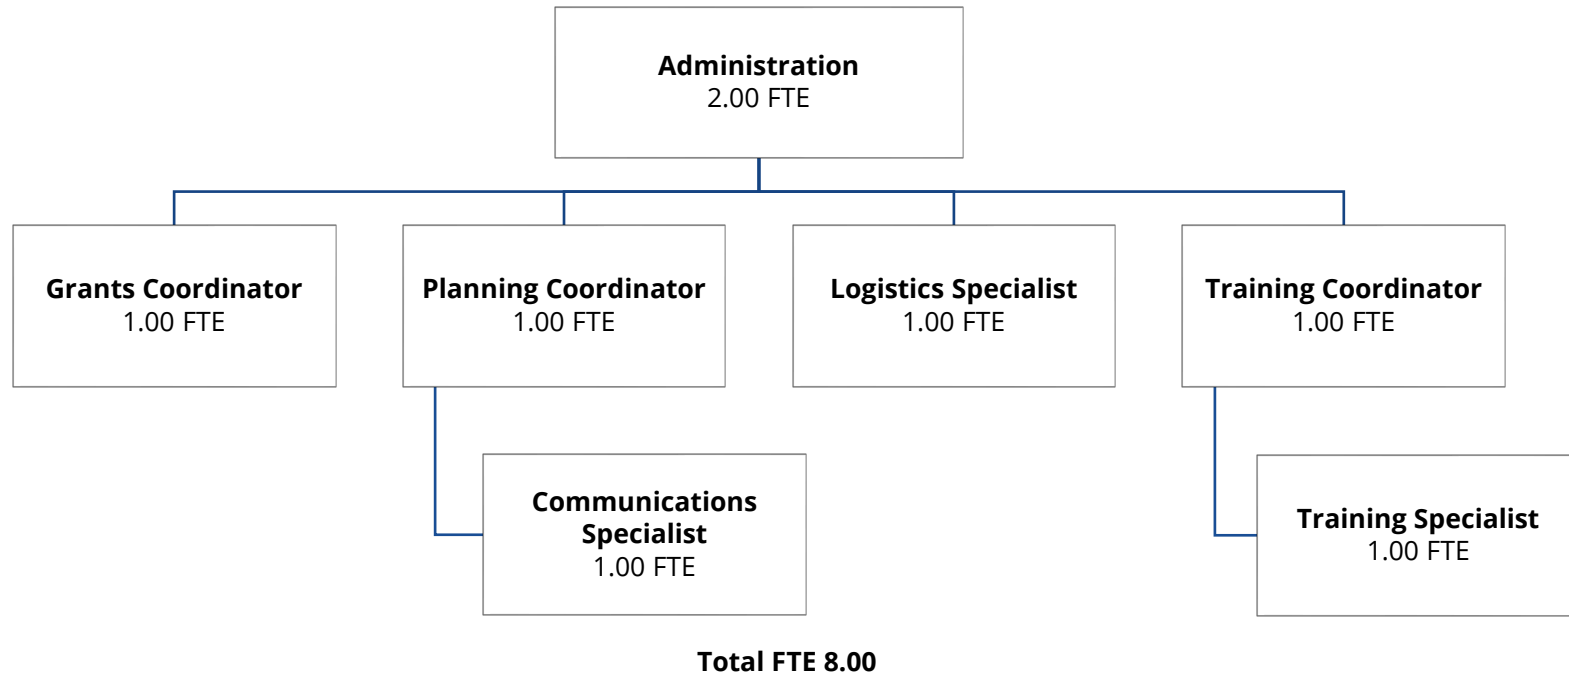 Administration
2.00 FTE
Grants Coordinator
1.00 FTE
Planning Coordinator
1.00 FTE
Logistics Specialist
1.00 FTE
Training Coordinator
1.00 FTE
Communications
Specialist
1.00 FTE
Training Specialist
1.00 FTE
Total FTE 8.00